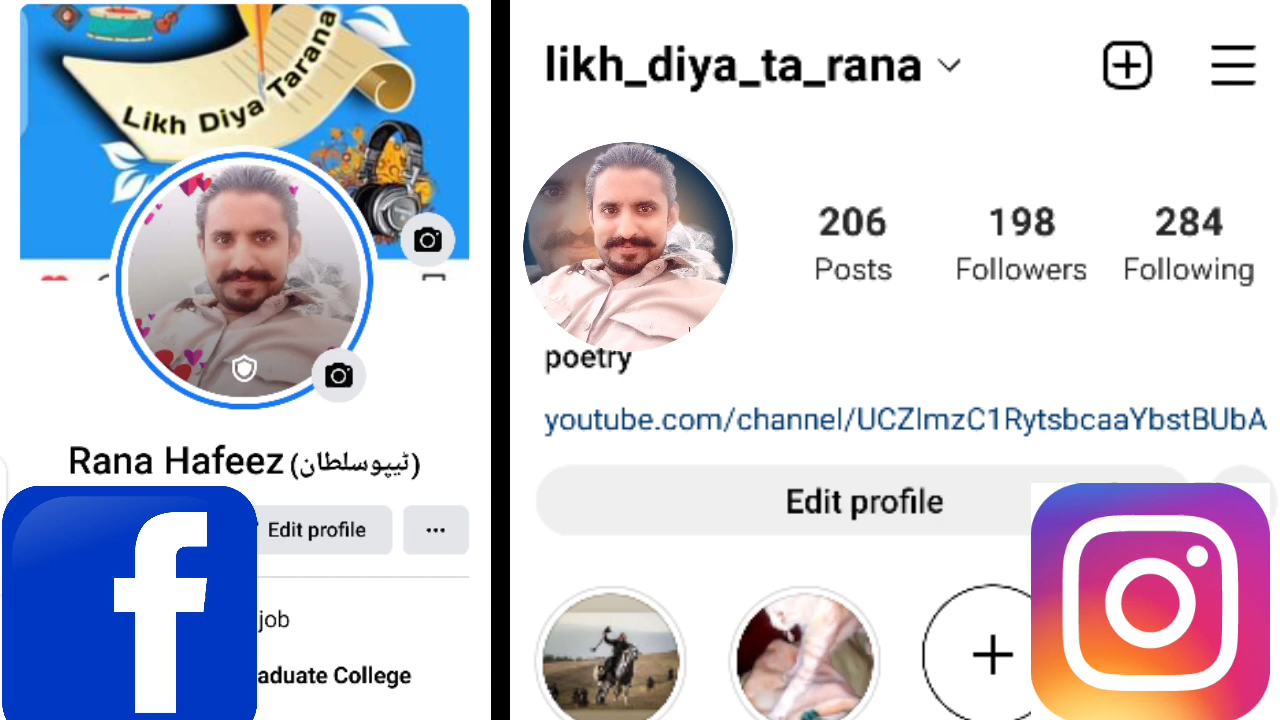 Likh Diya Tarana
Rana Hafeez (ٹیپوسلطان)
Edit profile
job
aduate College
likh_diya_ta_rana
206 198 284
Posts Followers Following
poetry
youtube.com/channel/UCZImzC1RytsbcaaYbstBUbA
Edit profile